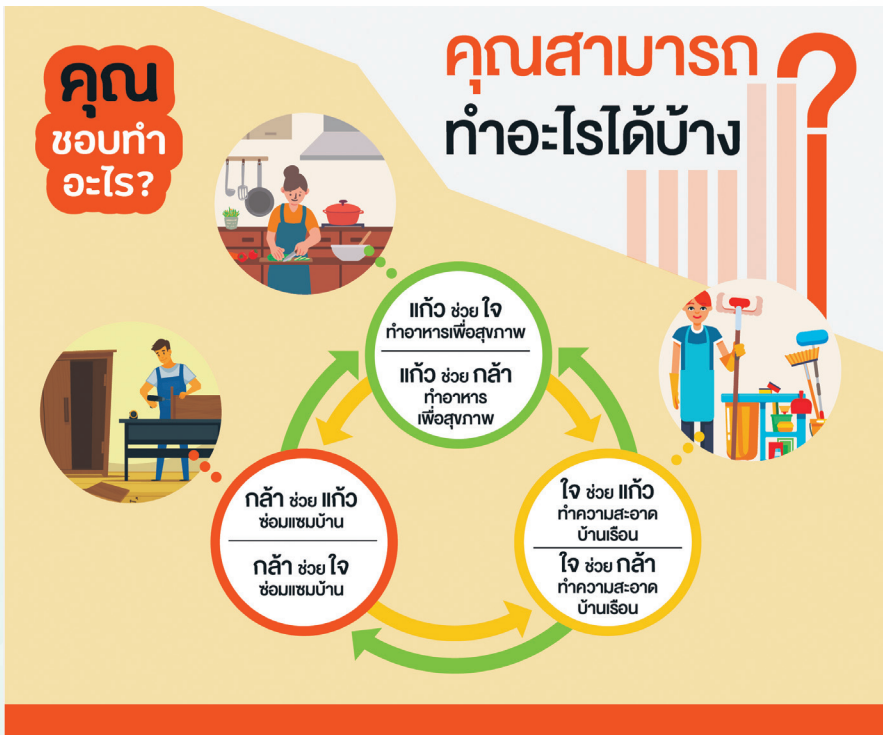 คุณ
ชอบทำ
อะไร?
คุณสามารถ
ทำอะไรได้บ้าง ?
แก้ว ช่วย ใจ
ทำอาหารเพื่อสุขภาพ
แก้ว ช่วย กล้า
ทำอาหาร
เพื่อสุขภาพ
กล้า ช่วย แก้ว
ซ่อมแซมบ้าน
กล้า ช่วย ใจ
ซ่อมแซมบ้าน
ใจ ช่วย แก้ว
ทำความสะอาด
บ้านเรือน
ใจ ช่วย กล้า
ทำความสะอาด
บ้านเรือน